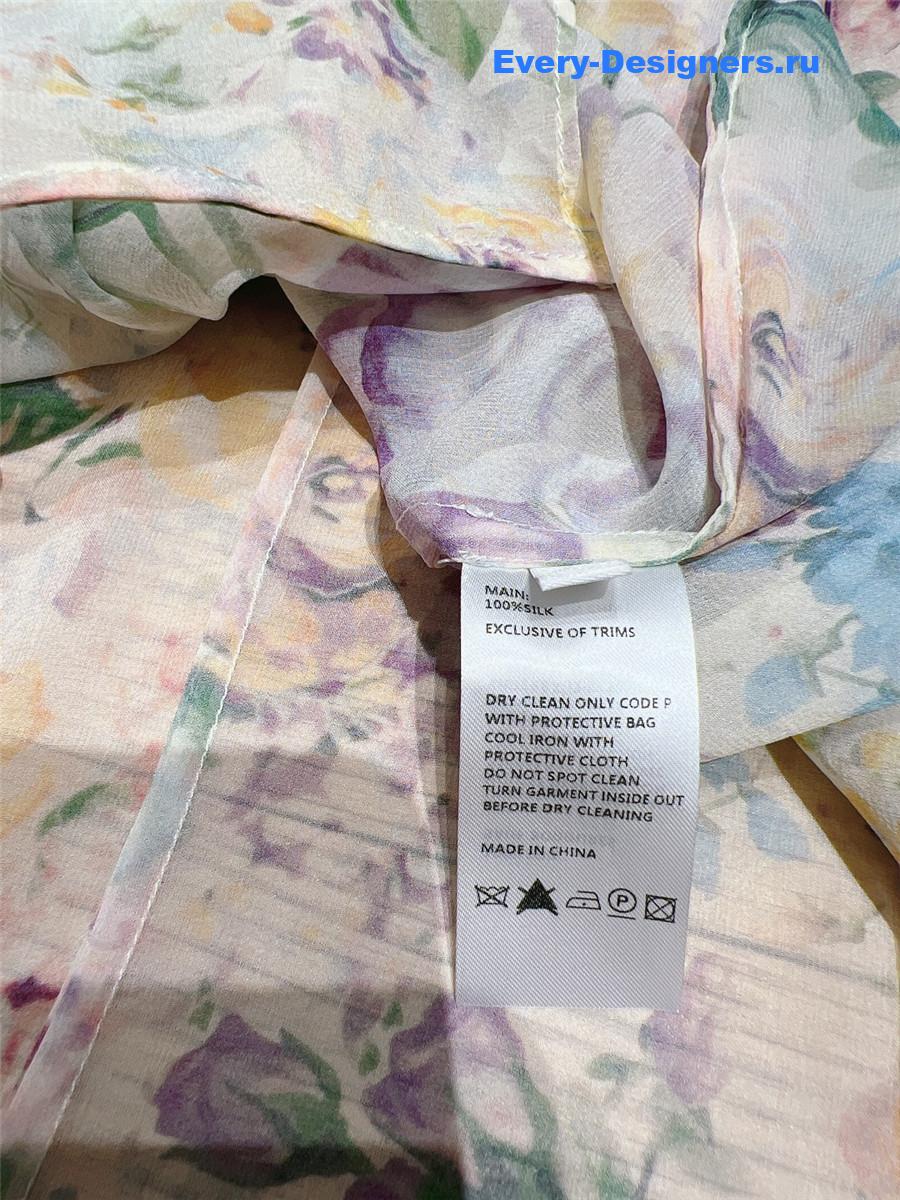 Every-Designers.ru
MAIN:
100%SILK
EXCLUSIVE OF TRIMS
DRY CLEAN ONLY CODE P
WITH PROTECTIVE BAG
COOL IRON WITH
PROTECTIVE CLOTH
DO NOT SPOT CLEAN
TURN GARMENT INSIDE OUT
BEFORE DRY CLEANING
MADE IN CHINA
P